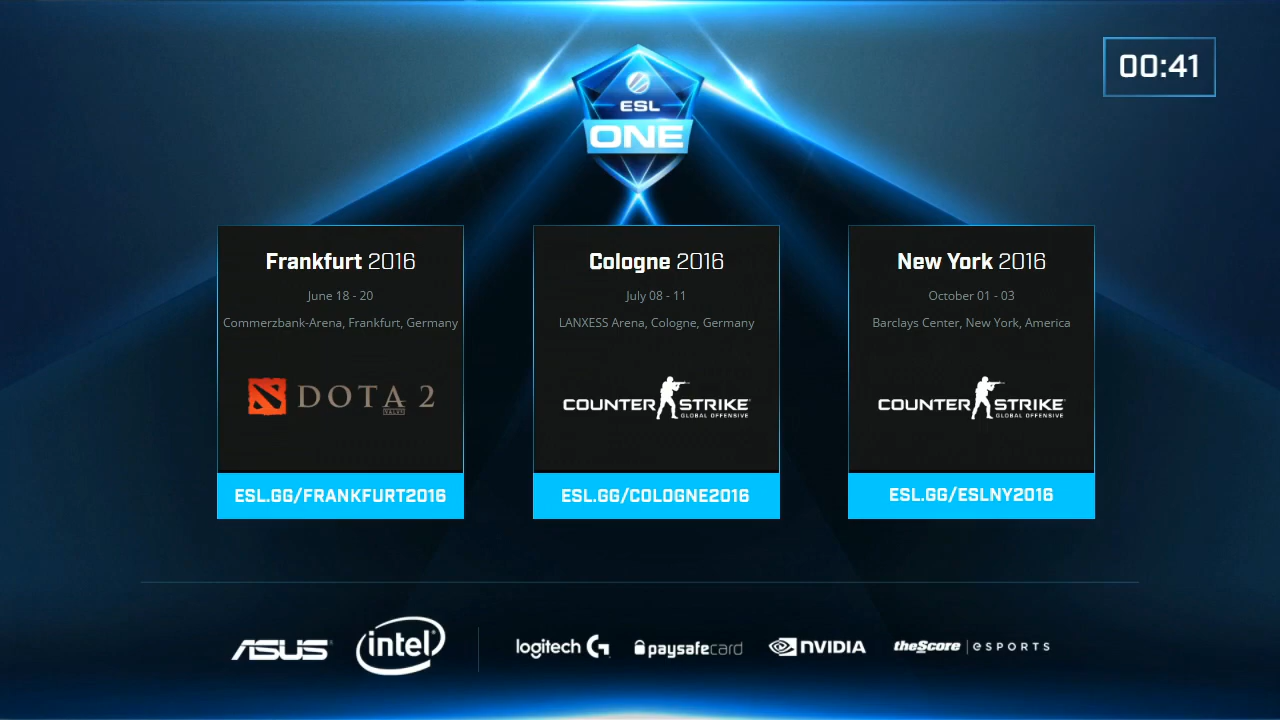 00:41
ESL
ONE
Frankfurt 2016
June 18 - 20
Commerzbank-Arena, Frankfurt, Germany
DOTA 2
VALVE
ESL.GG/FRANKFURT2016
Cologne 2016
July 08 - 11
LANXESS Arena, Cologne, Germany
COUNTER STRIKE
GLOBAL OFFENSIVE
ESL.GG/COLOGNE2016
New York 2016
October 01 - 03
Barclays Center, New York, America
COUNTER STRIKE
GLOBAL OFFENSIVE
ESL.GG/ESLNY2016
ASUS
intel
logitech G
paysafecard
NVIDIA
theScore | eSPORTS